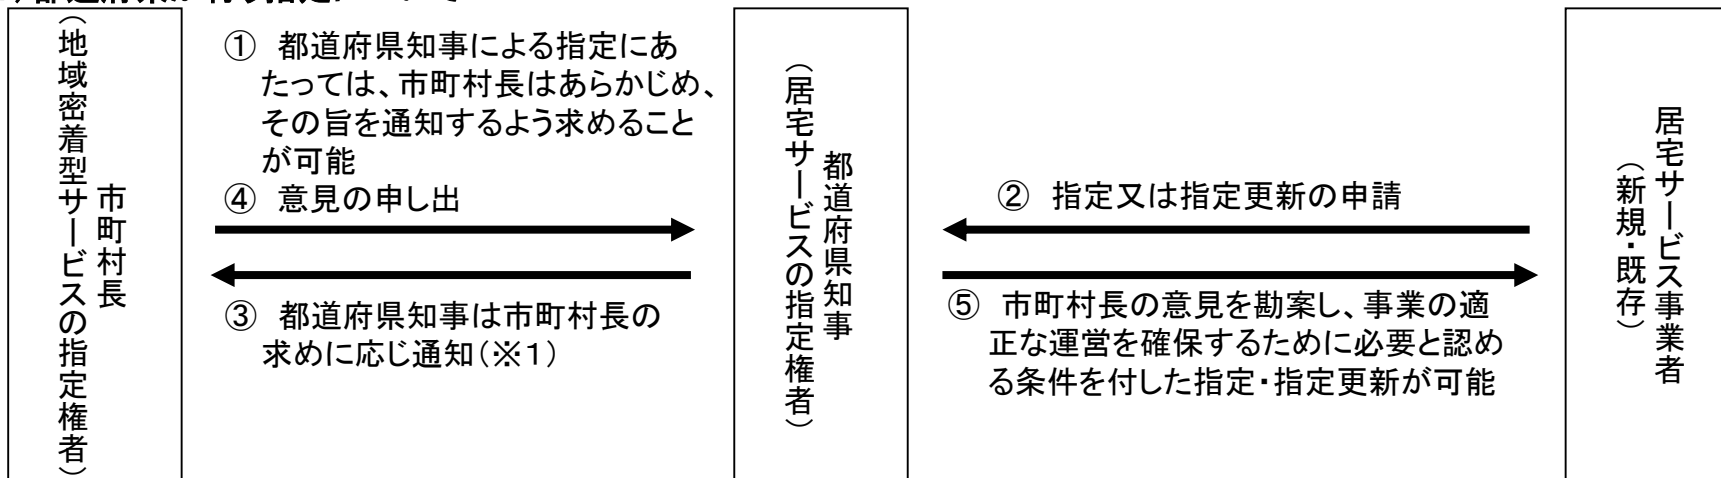 市町村長
（地域密着型サービスの指定権者）
① 都道府県知事による指定にあ
たっては、市町村長はあらかじめ、
その旨を通知するよう求めること
が可能
④ 意見の申し出
③ 都道府県知事は市町村長の
求めに応じ通知（※１）
都道府県知事
（居宅サービスの指定権者）
② 指定又は指定更新の申請
⑤ 市町村長の意見を勘案し、事業の適
正な運営を確保するために必要と認め
る条件を付した指定・指定更新が可能
居宅サービス事業者
（新規・既存）